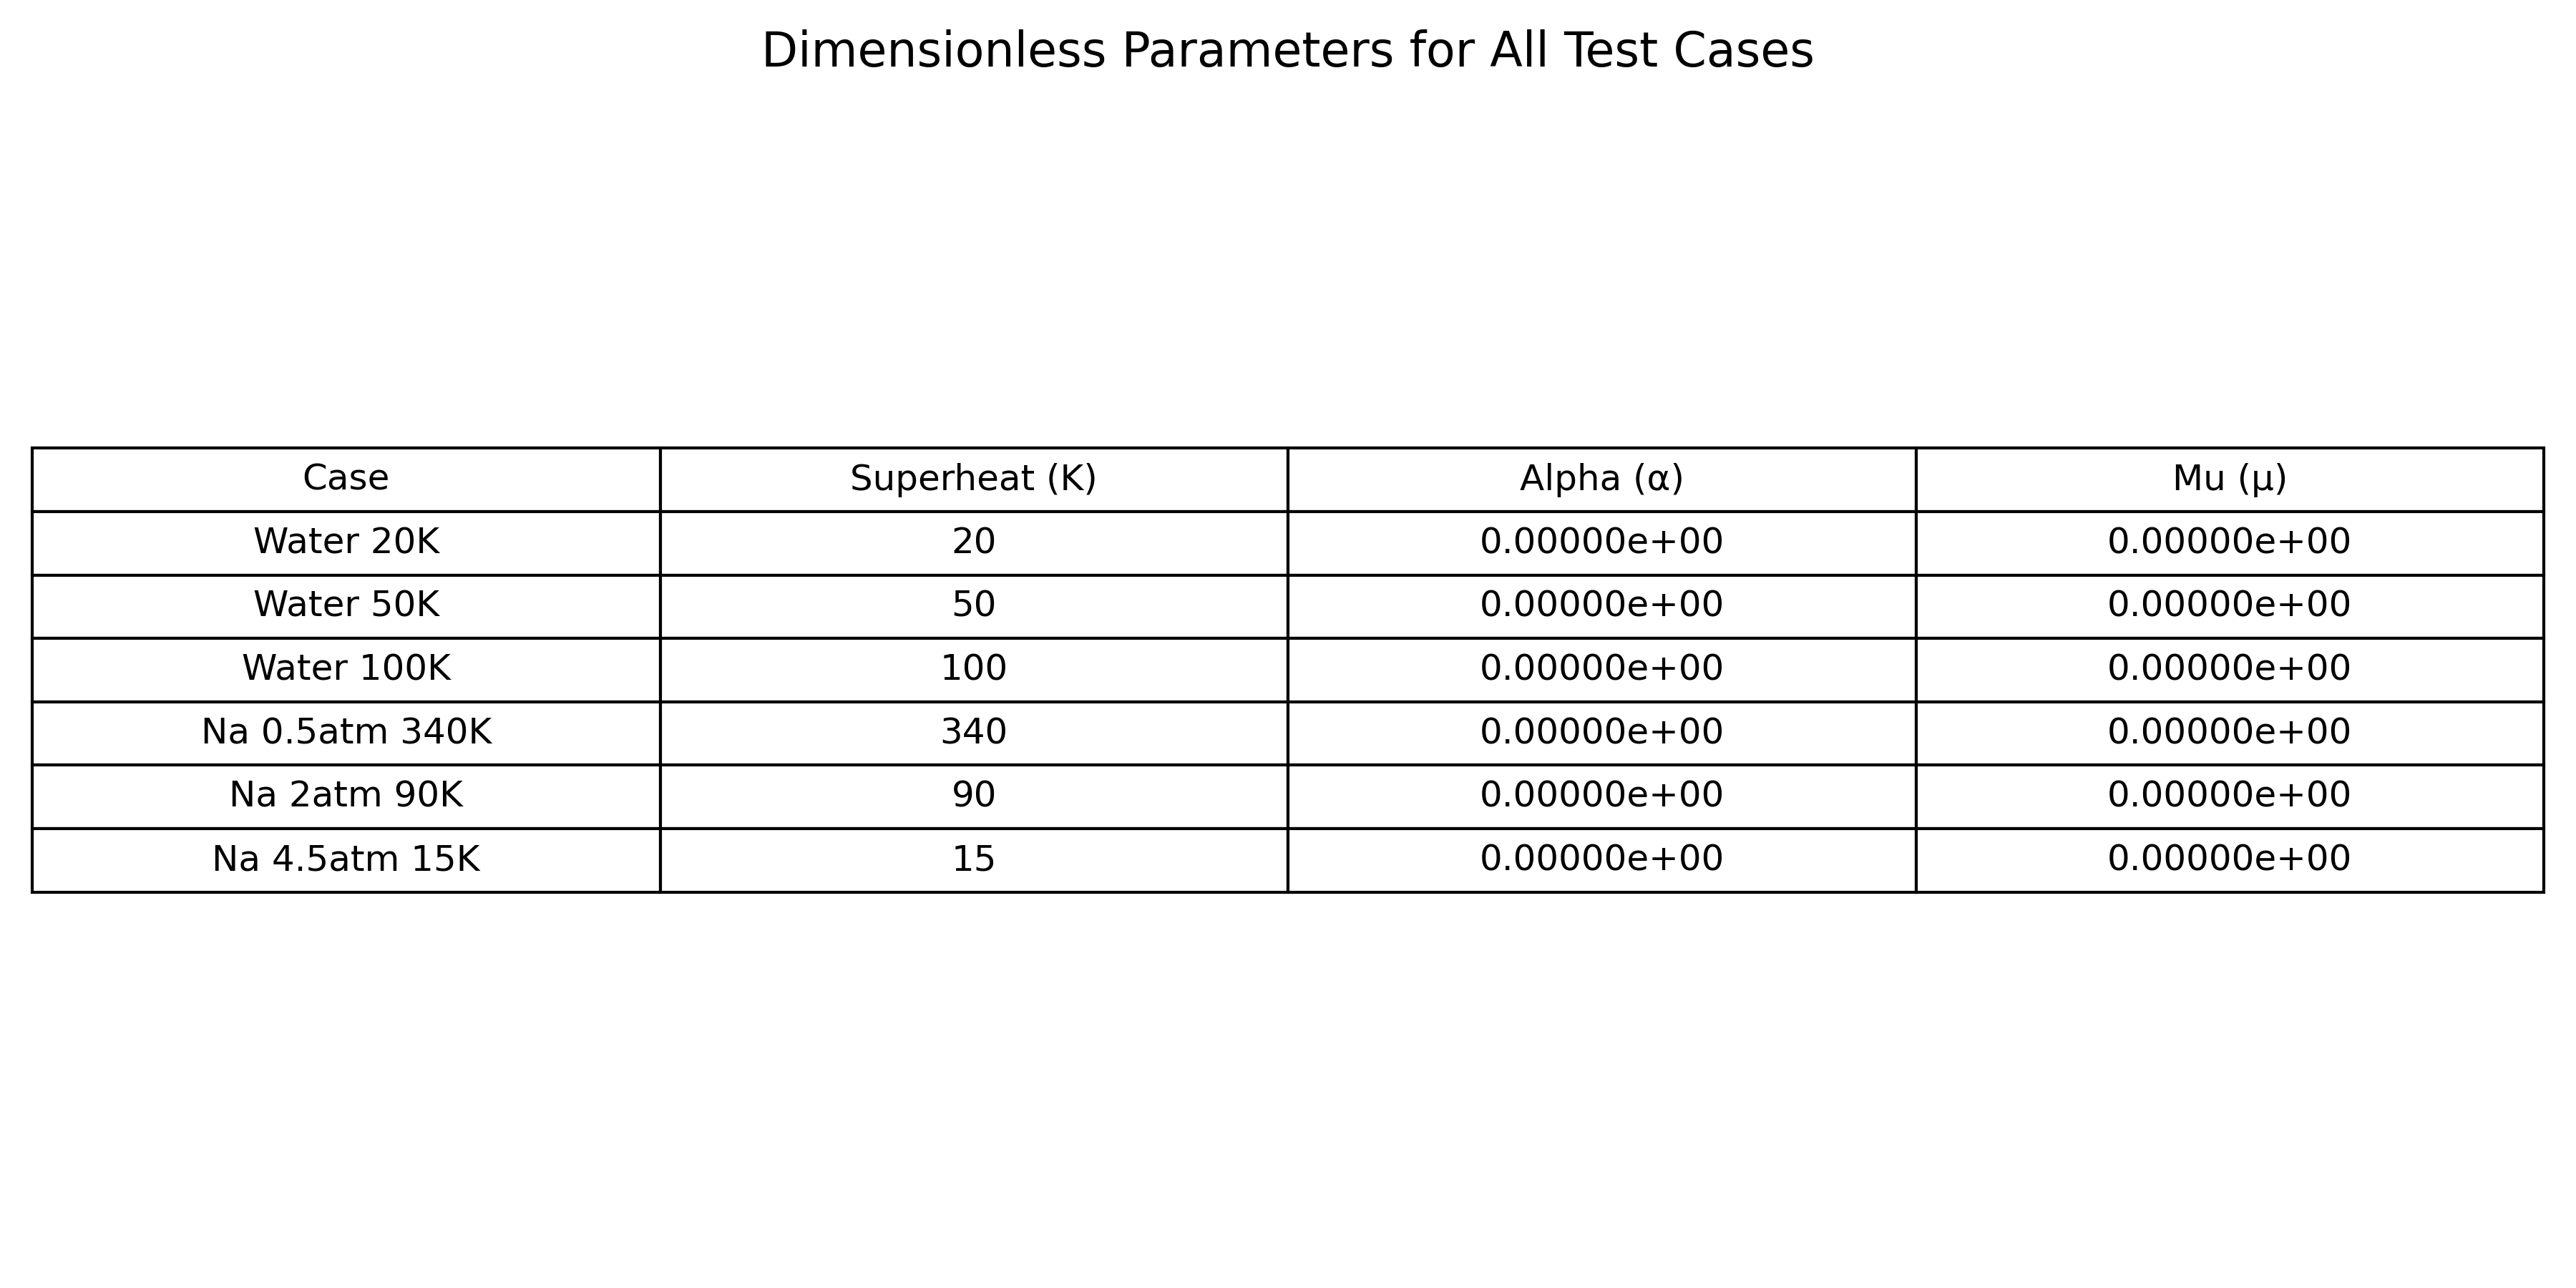 Dimensionless Parameters for All Test Cases
Case Superheat (K) Alpha (α) Mu (μ)
Water 20K 20 0.00000e+00 0.00000e+00
Water 50K 50 0.00000e+00 0.00000e+00
Water 100K 100 0.00000e+00 0.00000e+00
Na 0.5atm 340K 340 0.00000e+00 0.00000e+00
Na 2atm 90K 90 0.00000e+00 0.00000e+00
Na 4.5atm 15K 15 0.00000e+00 0.00000e+00